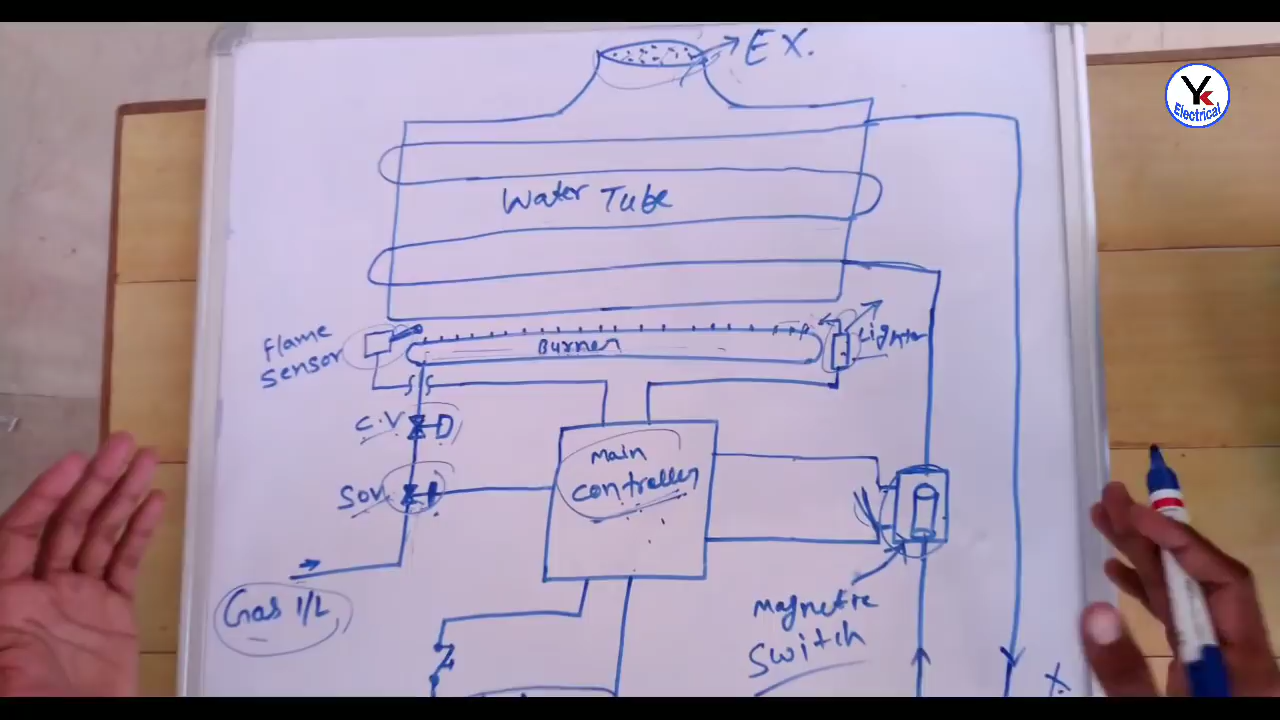 EX.
YK
Electrical
Water Tube
Flame
Sensor
Burner
Lighter
C.V
Sov.
main
controller
Gas I/L
Magnetic
Switch
X